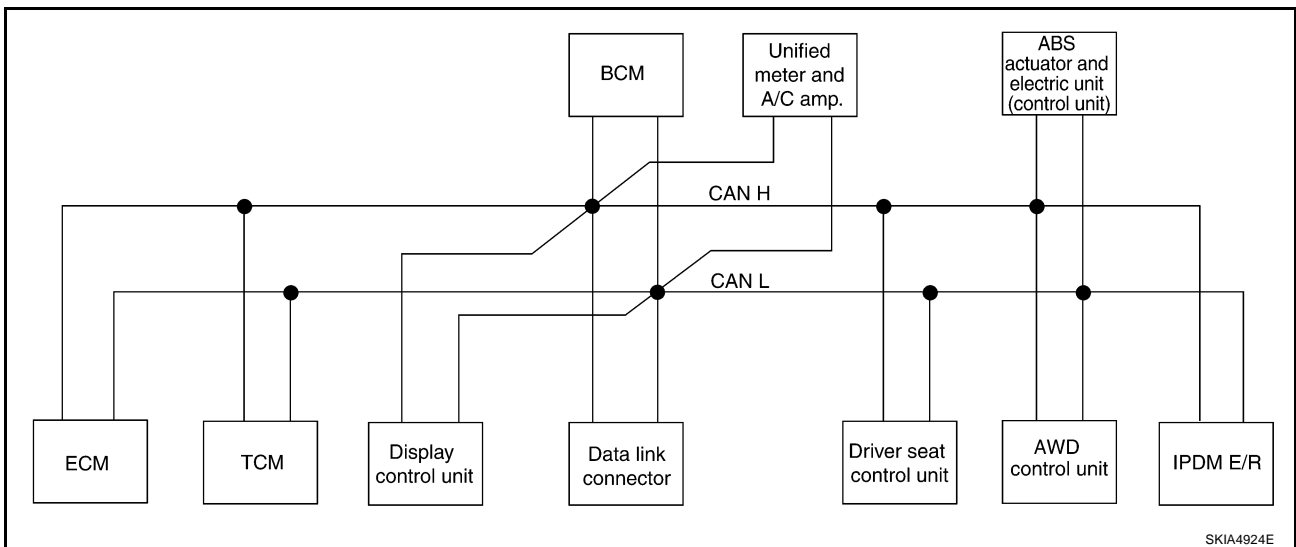 BCM
Unified
meter and
A/C amp.
ABS
actuator and
electric unit
(control unit)
CAN H
CAN L
ECM
TCM
Display
control unit
Data link
connector
Driver seat
control unit
AWD
control unit
IPDM E/R
SKIA4924E